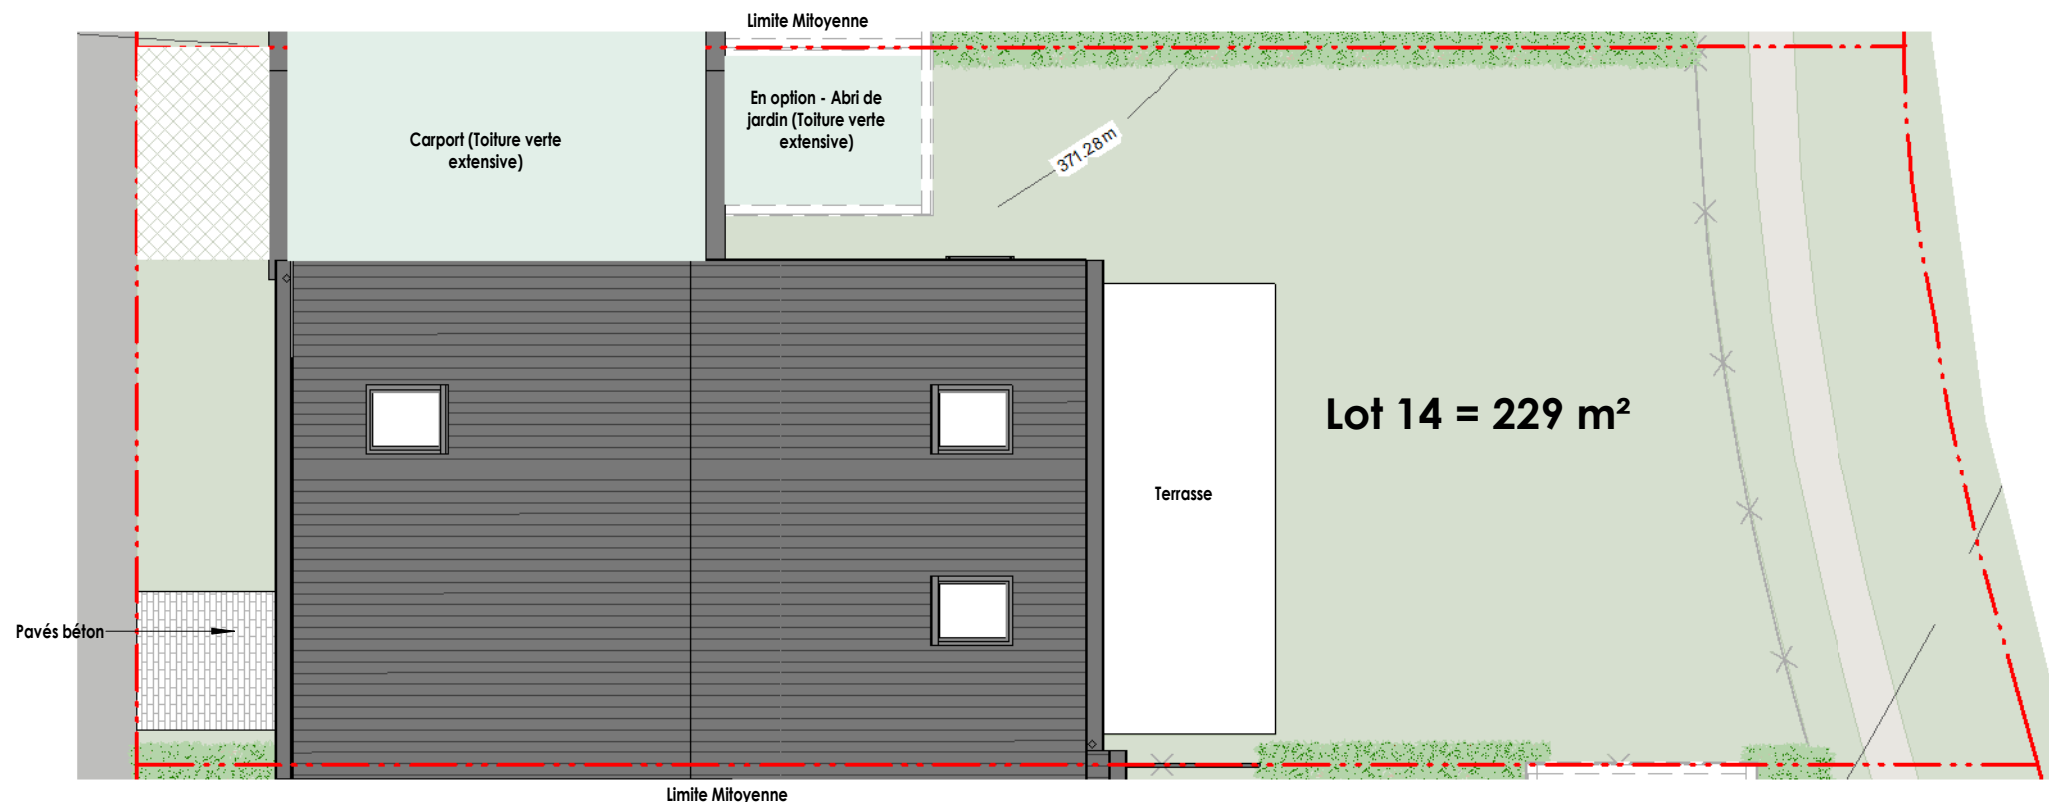 Limite Mitoyenne
En option - Abri de
jardin (Toiture verte
extensive)
Carport (Toiture verte
extensive)
371.28m
Lot 14 = 229 m²
Terrasse
Pavés béton
Limite Mitoyenne